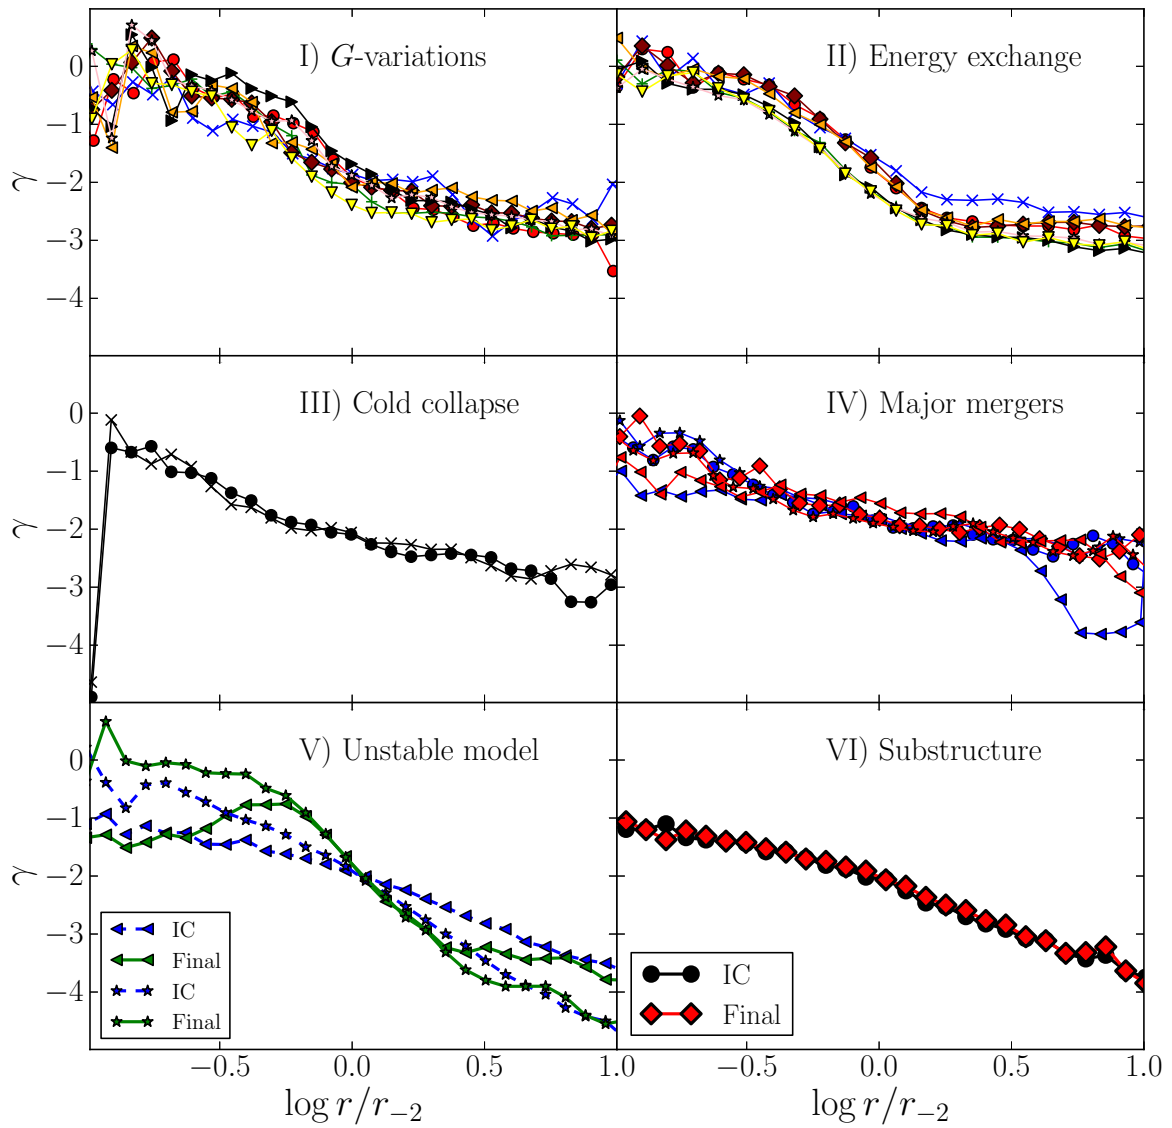 I) G-variations
II) Energy exchange
0
−1
−2
−3
−4
γ
III) Cold collapse
IV) Major mergers
0
−1
−2
−3
−4
γ
V) Unstable model
VI) Substructure
0
−1
−2
−3
−4
γ
IC
Final
IC
Final
IC
Final
−0.5 0.0 0.5 1.0
−0.5 0.0 0.5 1.0
log r/r₋₂
log r/r₋₂